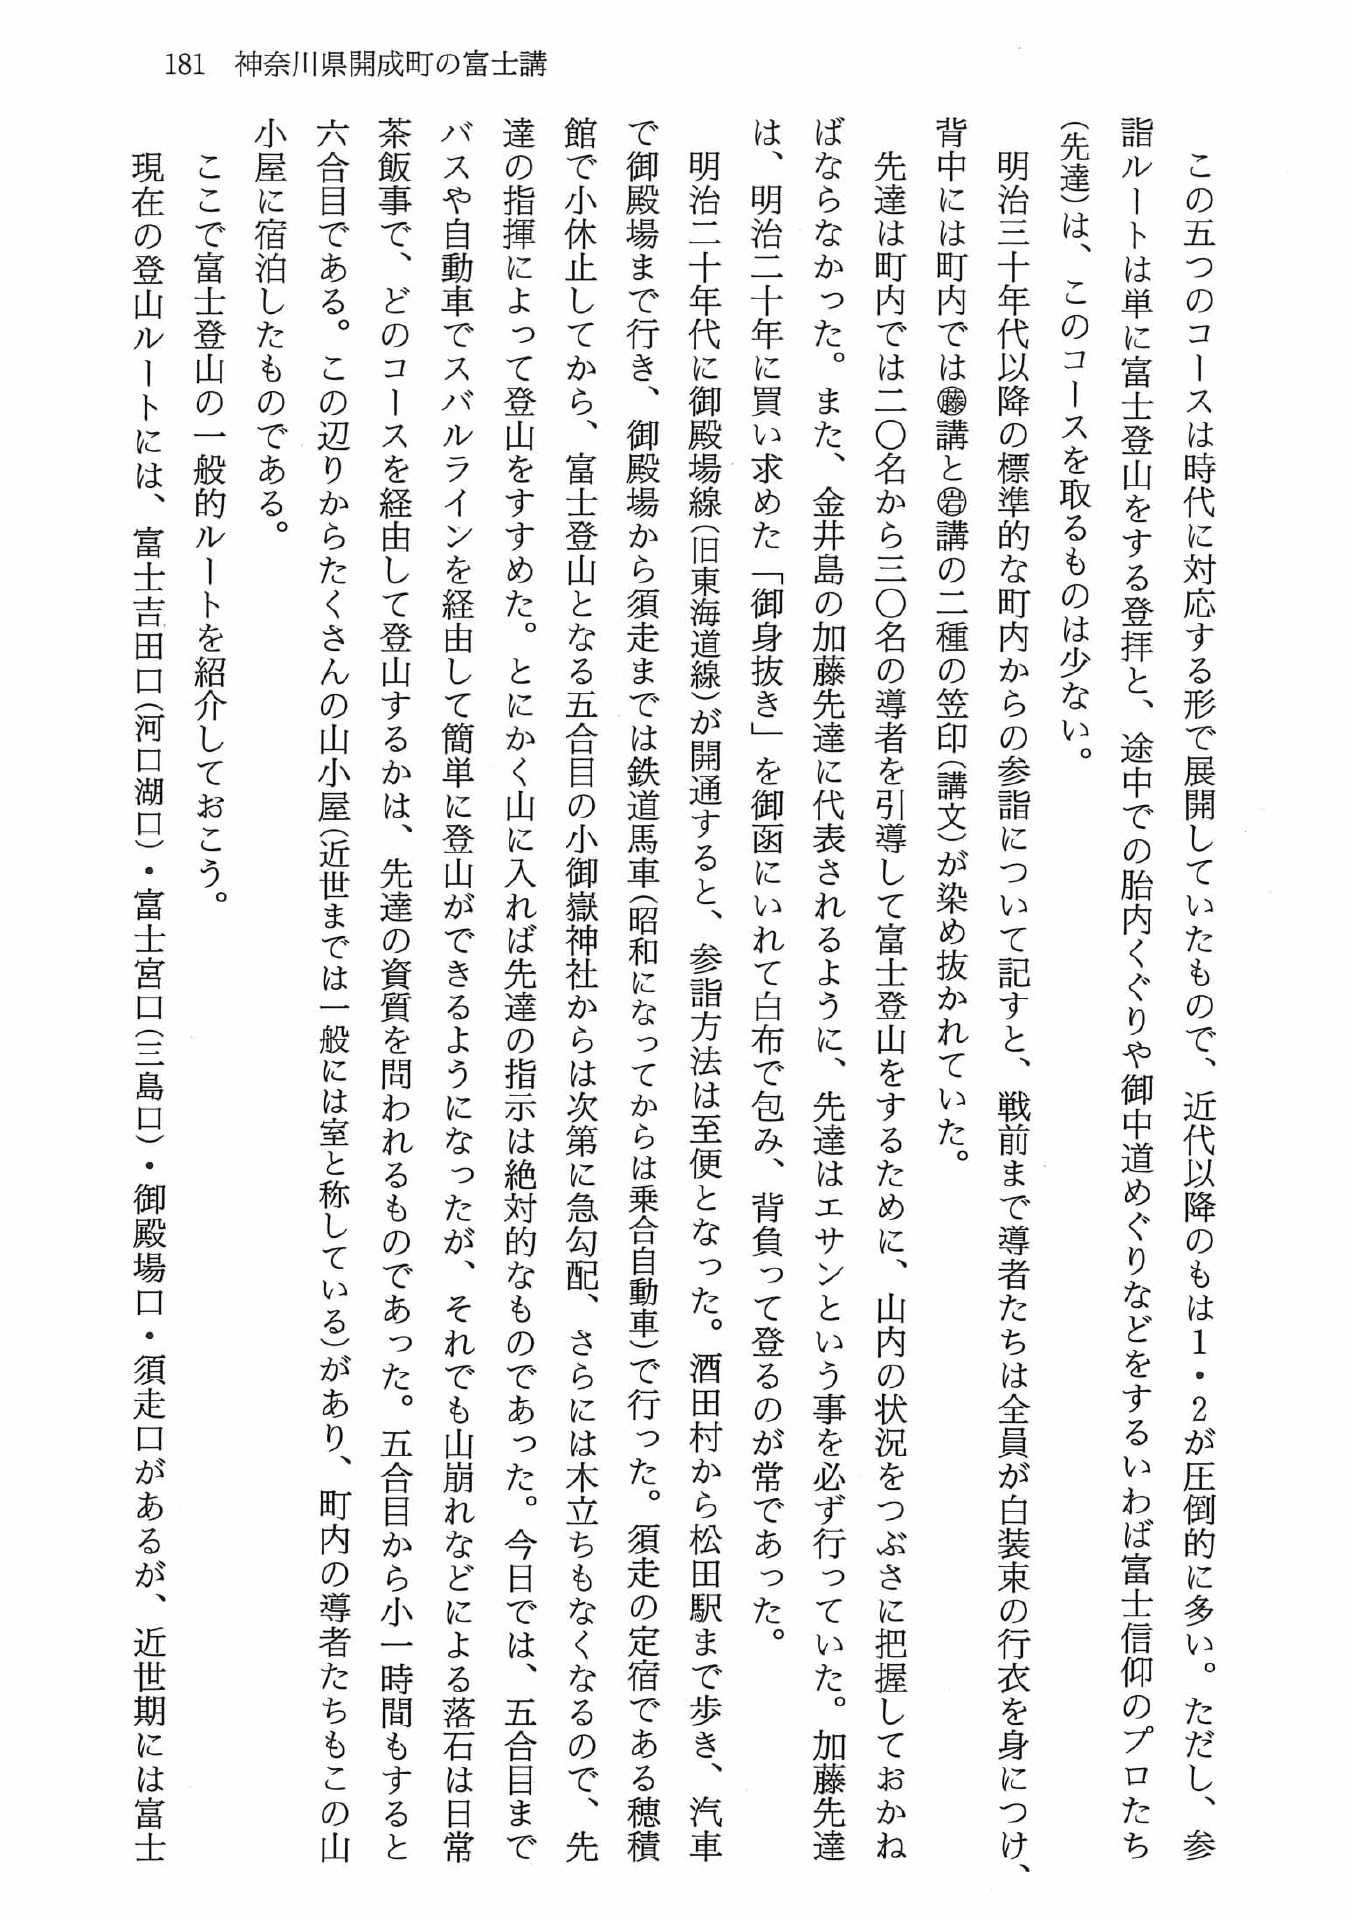 181　神奈川県開成町の富士講
　この五つのコースは時代に対応する形で展開していたもので、近代以降のもは1・2が圧倒的に多い。ただし、参
詣ルートは単に富士登山をする登拝と、途中での胎内くぐりや御中道めぐりなどをするいわば富士信仰のプロたち
（先達）は、このコースを取るものは少ない。
　明治三十年代以降の標準的な町内からの参詣について記すと、戦前まで導者たちは全員が白装束の行衣を身につけ、
背中には町内では㊞講と講の二種の笠印（講文）が染め抜かれていた。
　先達は町内では二〇名から三〇名の導者を引導して富士登山をするために、山内の状況をつぶさに把握しておかね
ばならなかった。また、金井島の加藤先達に代表されるように、先達はエサンという事を必ず行っていた。加藤先達
は、明治二十年に買い求めた「御身抜き」を御函にいれて白布で包み、背負って登るのが常であった。
　明治二十年代に御殿場線（旧東海道線）が開通すると、参詣方法は至便となった。酒田村から松田駅まで歩き、汽車
で御殿場まで行き、御殿場から須走までは鉄道馬車（昭和になってからは乗合自動車）で行った。須走の定宿である穂積
館で小休止してから、富士登山となる五合目の小御嶽神社からは次第に急勾配、さらには木立ちもなくなるので、先
達の指揮によって登山をすすめた。とにかく山に入れば先達の指示は絶対的なものであった。今日では、五合目まで
バスや自動車でスバルラインを経由して簡単に登山ができるようになったが、それでも山崩れなどによる落石は日常
茶飯事で、どのコースを経由して登山するかは、先達の資質を問われるものであった。五合目から小一時間もすると
六合目である。この辺りからたくさんの山小屋（近世までは一般には室と称している）があり、町内の導者たちもこの山
小屋に宿泊したものである。
　ここで富士登山の一般的ルートを紹介しておこう。
　現在の登山ルートには、富士吉田口（河口湖口）・富士宮口（三島口）・御殿場口・須走口があるが、近世期には富士